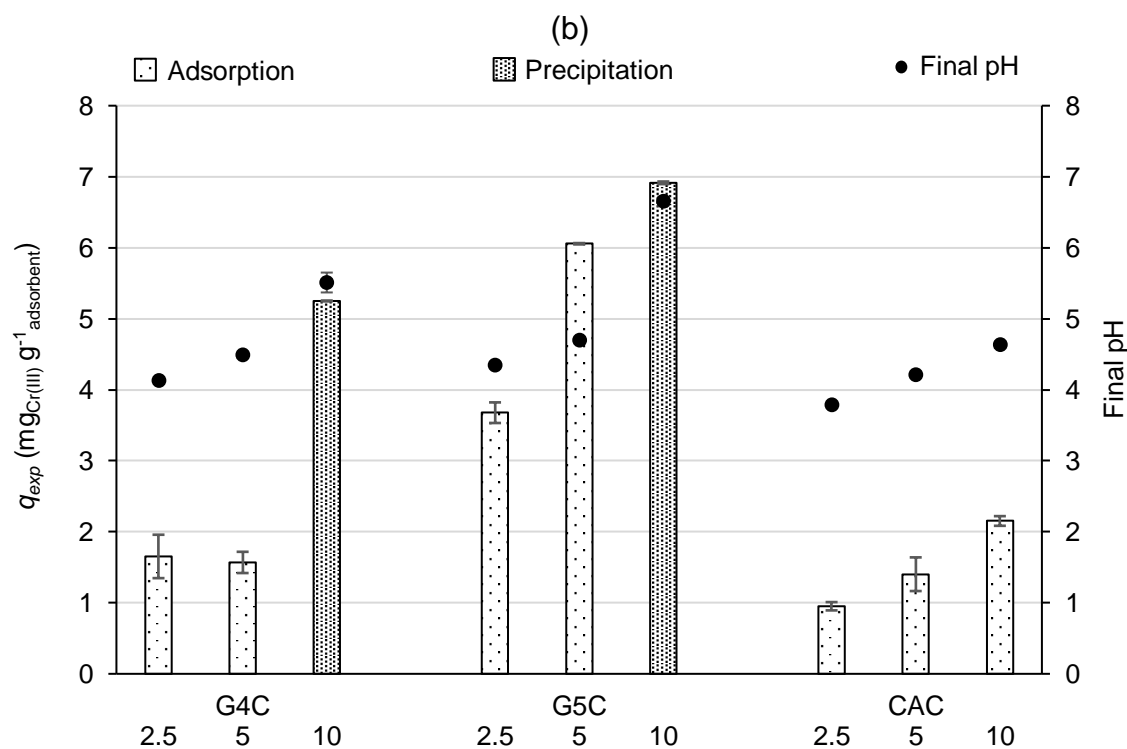 (b)
Adsorption Precipitation Final pH
8 8
7 7
6 6
5 5
4 4
3 3
2 2
1 1
0 0
qexp (mgCr(III) g-1 adsorbent)
Final pH
G4C G5C CAC
2.5 5 10 2.5 5 10 2.5 5 10